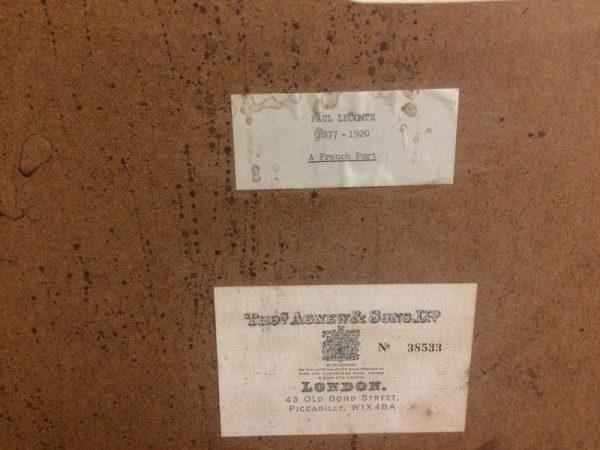 PAUL LECONTE
1877 - 1920
A French Port
Thos. Agnew & Sons, Ltd.
No 38533
LONDON.
43 OLD BOND STREET,
PICCADILLY, W1X 4BA